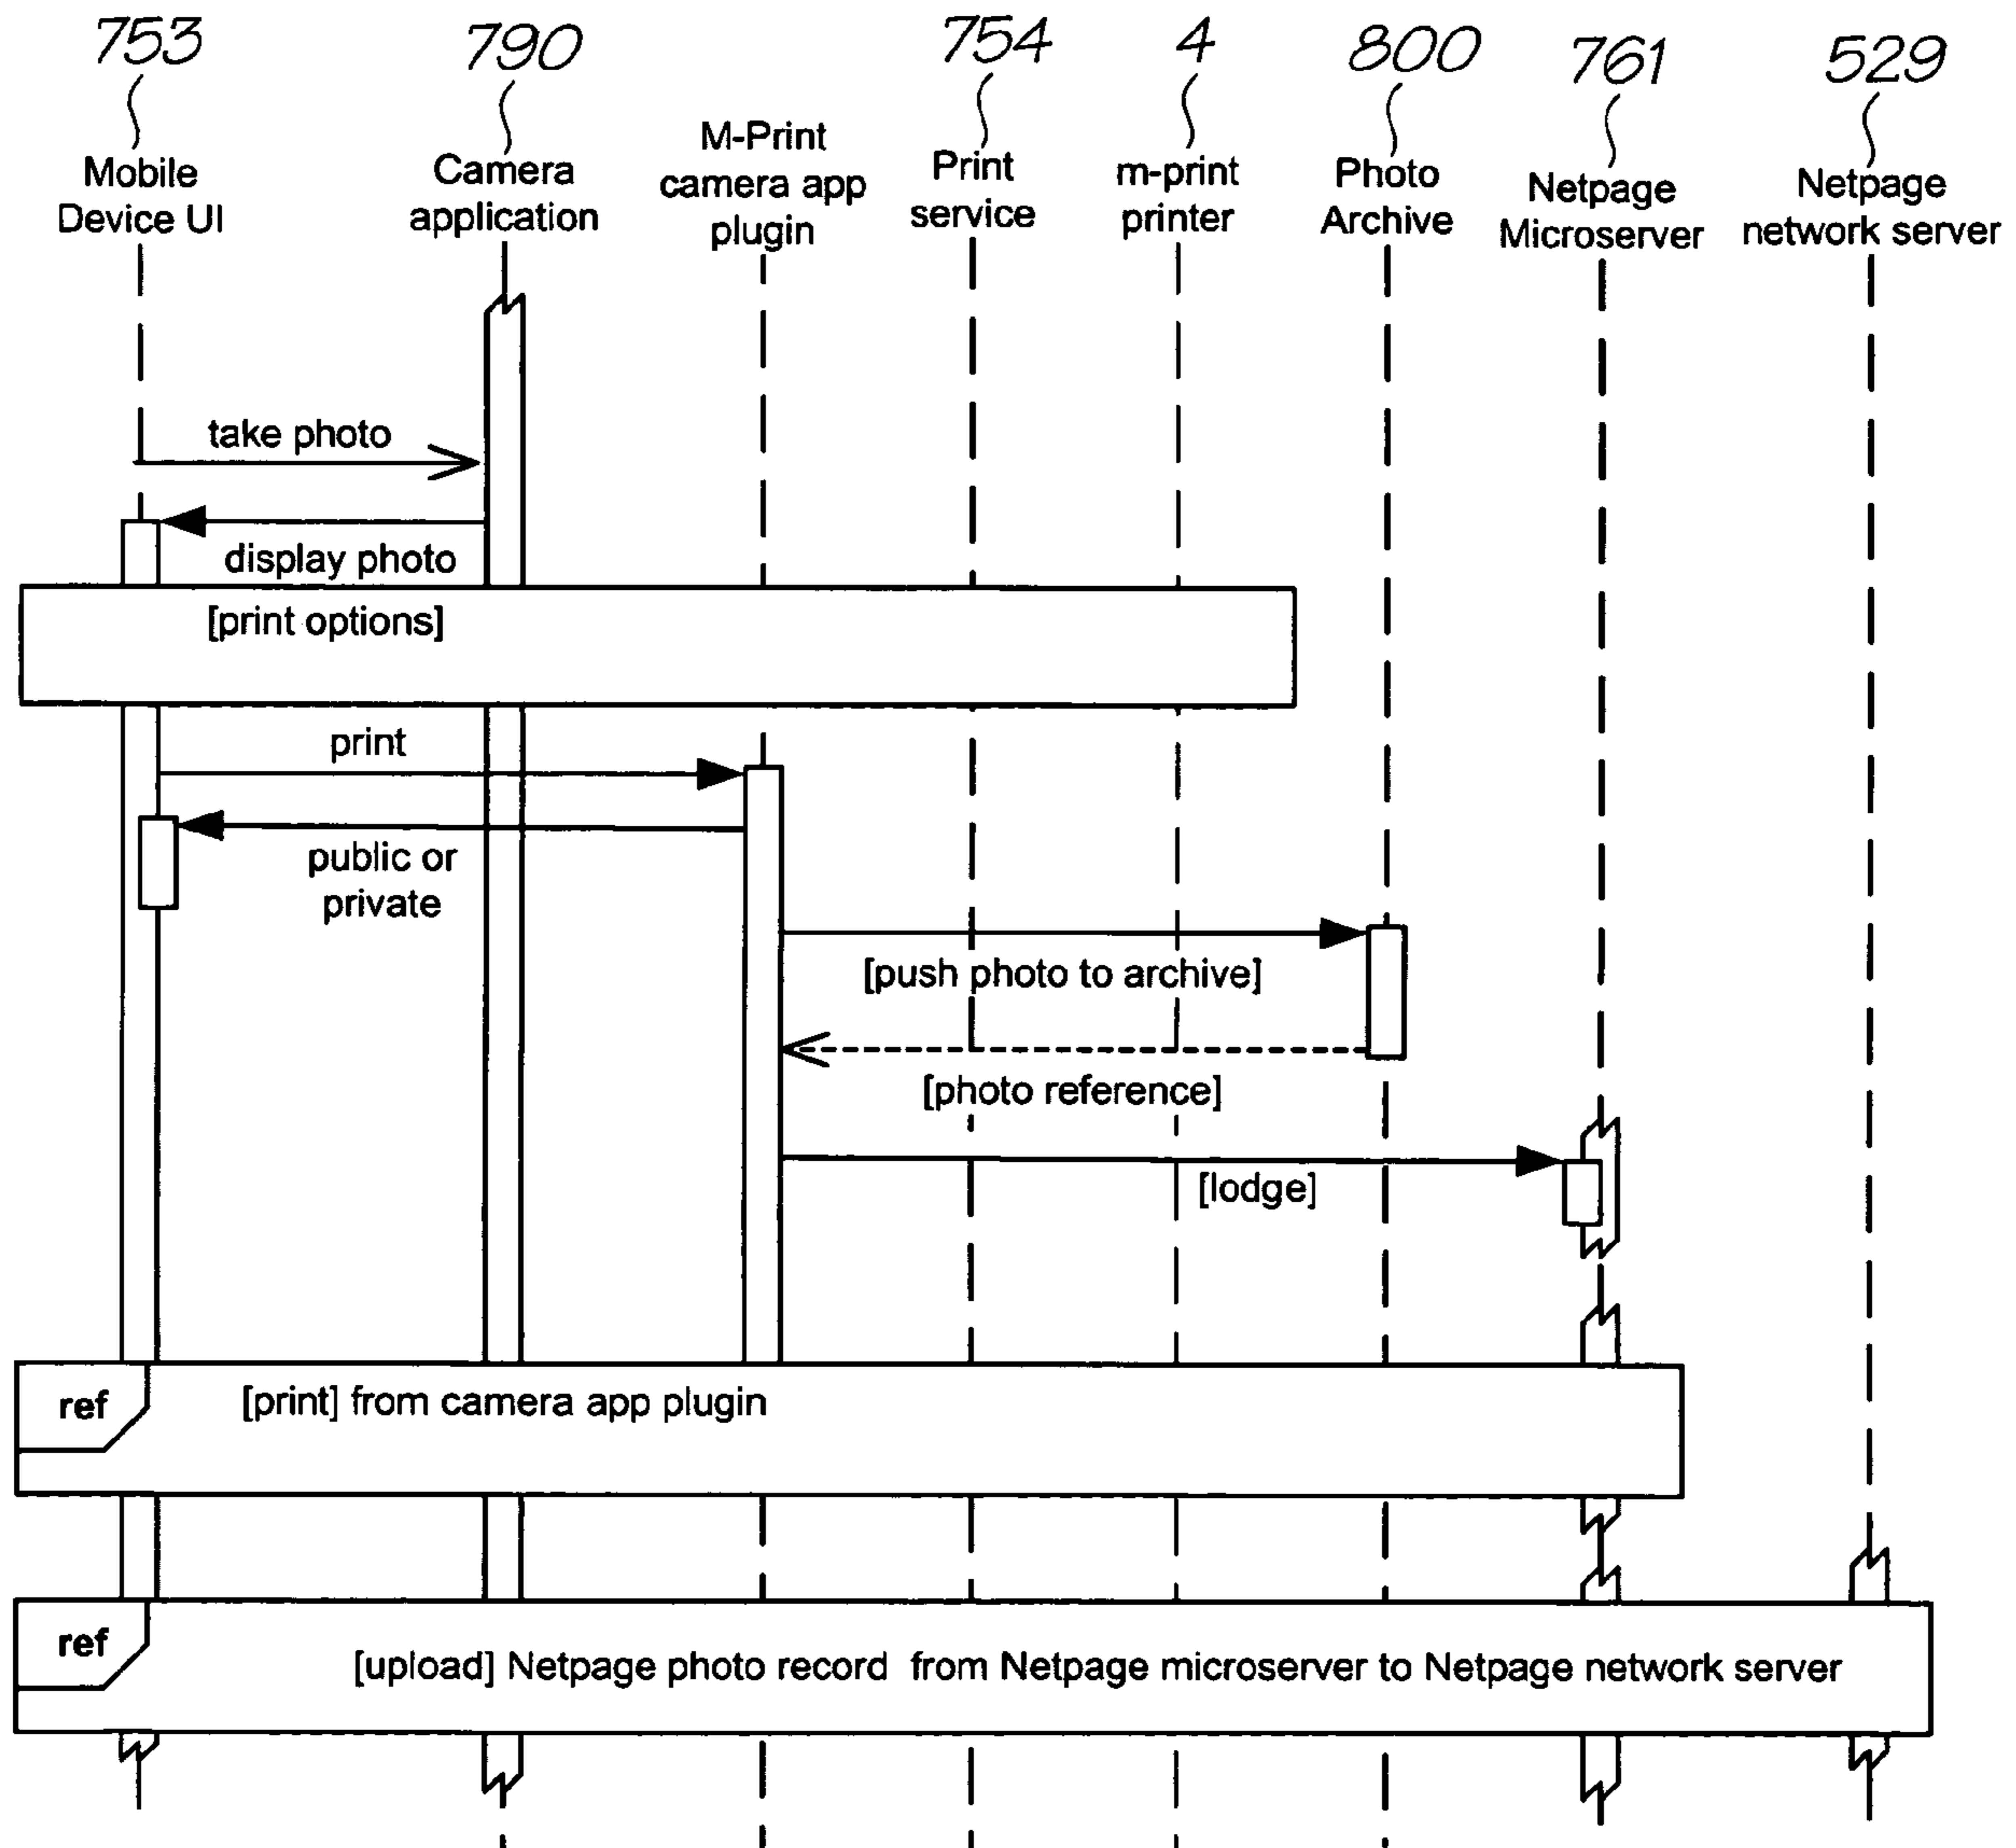 753
790
754
4
800
761
529
Mobile
Device UI
Camera
application
M-Print
camera app
plugin
Print
service
m-print
printer
Photo
Archive
Netpage
Microserver
Netpage
network server
take photo
display photo
[print options]
print
public or
private
[push photo to archive]
[photo reference]
[lodge]
ref
[print] from camera app plugin
ref
[upload] Netpage photo record from Netpage microserver to Netpage network server